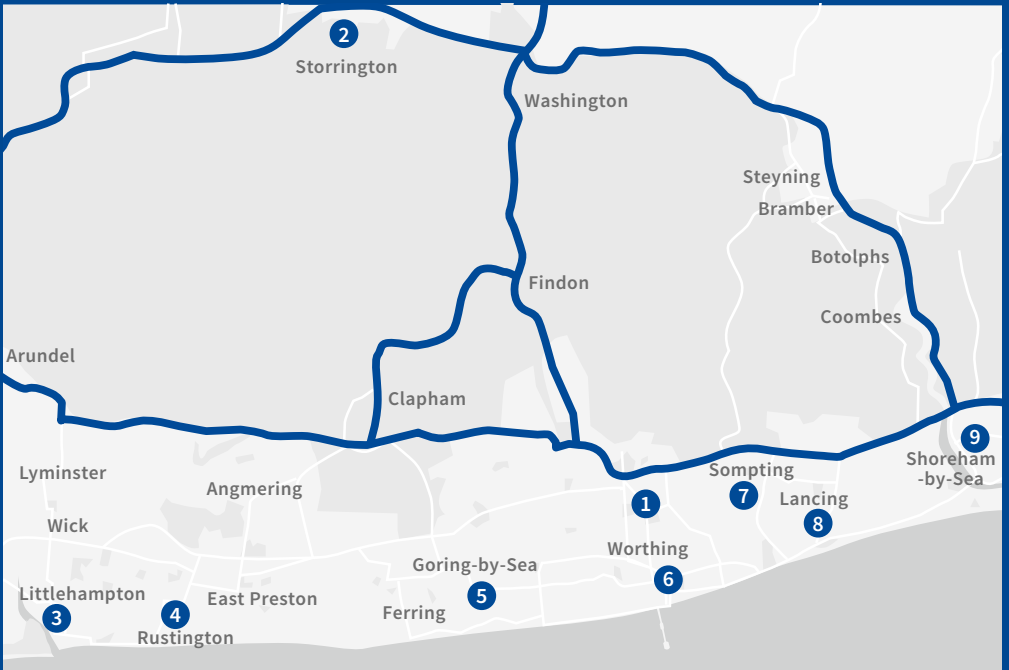 2
Storrington
Washington
Steyning
Bramber
Botolphs
Findon
Coombes
Arundel
Clapham
9
Shoreham
-by-Sea
Lyminster
Angmering
Sompting
7
1
Lancing
8
Wick
Worthing
6
Goring-by-Sea
5
Littlehampton
3
4
East Preston
Ferring
Rustington